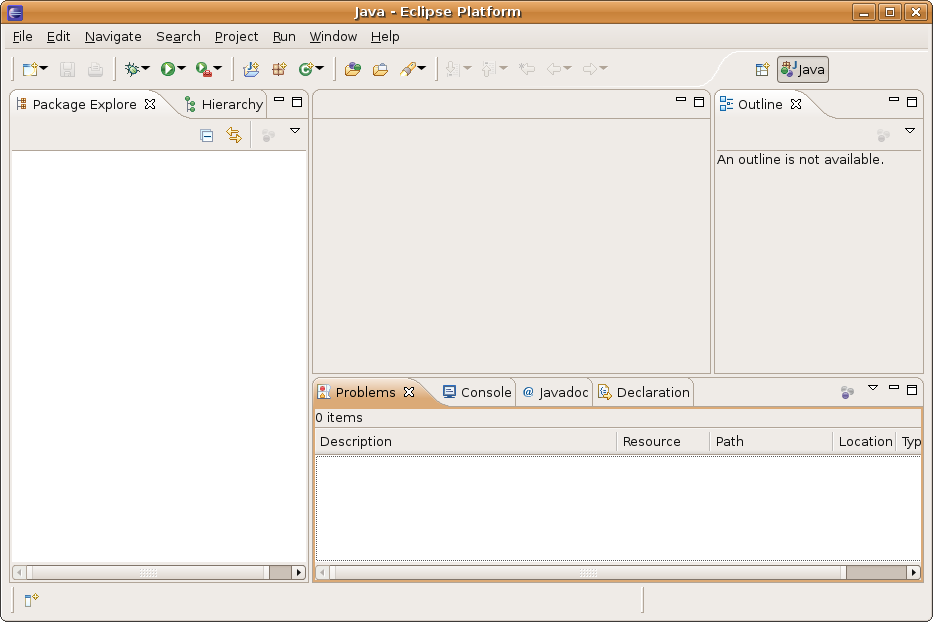 Java - Eclipse Platform
File Edit Navigate Search Project Run Window Help
Java
Package Explore Hierarchy
Outline
An outline is not available.
Problems Console @ Javadoc Declaration
0 items
Description Resource Path Location Typ